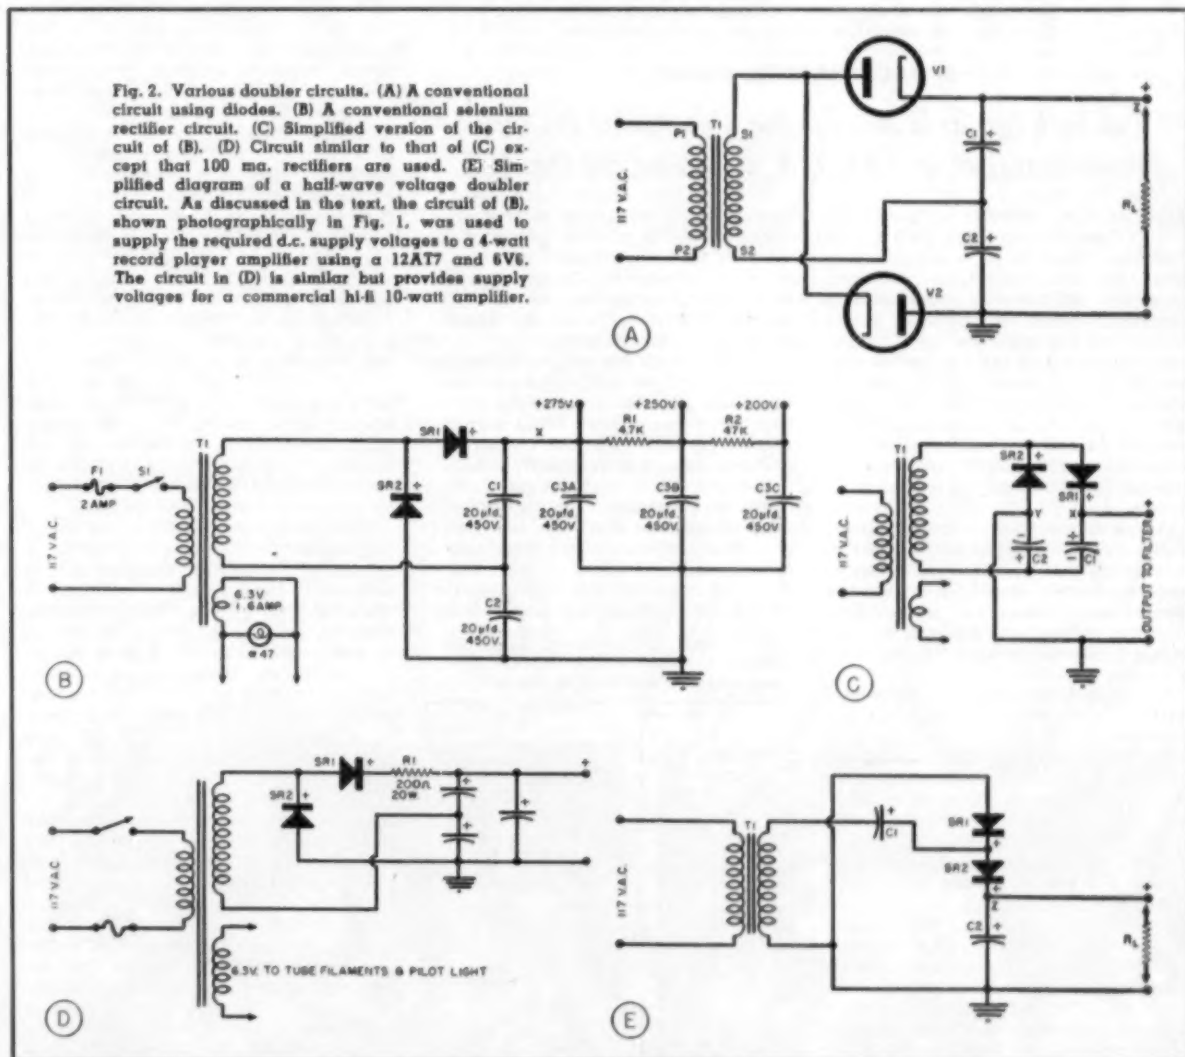 Fig. 2. Various doubler circuits. (A) A conventional
circuit using diodes. (B) A conventional selenium
rectifier circuit. (C) Simplified version of the cir-
cuit of (B). (D) Circuit similar to that of (C) ex-
cept that 100 ma. rectifiers are used. (E) Sim-
plified diagram of a half-wave voltage doubler
circuit. As discussed in the text, the circuit of (B),
shown photographically in Fig. 1, was used to
supply the required d.c. supply voltages to a 4-watt
record player amplifier using a 12AT7 and 6V6.
The circuit in (D) is similar but provides supply
voltages for a commercial hi-fi 10-watt amplifier.
117 V.A.C.
P1
T1
S1
P2
S2
V1
V2
C1 +
C2 +
+
Z
RL
A
117 V.A.C.
F1
2 AMP
S1
T1
6.3V
1.6AMP.
#47
SR1 +
SR2 +
X
C1
20µfd.
450V.
C2
20µfd.
450V.
+275V.
R1
4.7K
+250V.
R2
47K
+200V.
C3A
20µfd.
450V.
C3B
20µfd.
450V.
C3C
20µfd.
450V.
B
117 V.A.C.
T1
SR2 +
SR1
+
Y
X
+ C2
+ C1
OUTPUT TO FILTER
+
-
C
117 V.A.C.
SR1 +
SR2 +
R1
200Ω
20W.
+
+
+
+
-
6.3V. TO TUBE FILAMENTS & PILOT LIGHT
D
117 V.A.C.
T1
+
C1
SR1
+
SR2
+
Z
C2 +
+
RL
-
E